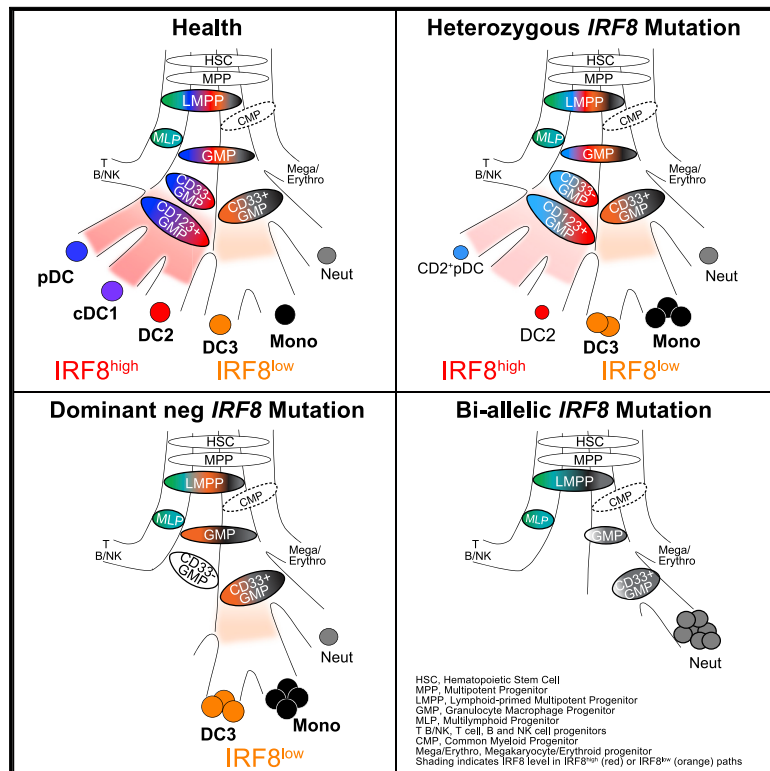 Health
HSC
MPP
LMPP
CMP
MLP
GMP
T
B/NK
Mega/
Erythro
CD33-
GMP
CD123+
GMP
CD33+
GMP
pDC
cDC1
DC2
DC3
Mono
Neut
IRF8high
IRF8low
Heterozygous IRF8 Mutation
HSC
MPP
LMPP
CMP
MLP
GMP
T
B/NK
Mega/
Erythro
CD33-
GMP
CD123+
GMP
CD33+
GMP
CD2+pDC
DC2
DC3
Mono
Neut
IRF8high
IRF8low
Dominant neg IRF8 Mutation
HSC
MPP
LMPP
CMP
MLP
GMP
T
B/NK
Mega/
Erythro
CD33-
GMP
CD33+
GMP
Neut
DC3
Mono
IRF8low
Bi-allelic IRF8 Mutation
HSC
MPP
LMPP
CMP
MLP
GMP
T
B/NK
Mega/
Erythro
CD33+
GMP
Neut
HSC, Hematopoietic Stem Cell
MPP, Multipotent Progenitor
LMPP, Lymphoid-primed Multipotent Progenitor
GMP, Granulocyte Macrophage Progenitor
MLP, Multilymphoid Progenitor
T B/NK, T cell, B and NK cell progenitors
CMP, Common Myeloid Progenitor
Mega/Erythro, Megakaryocyte/Erythroid progenitor
Shading indicates IRF8 level in IRF8high (red) or IRF8low (orange) paths